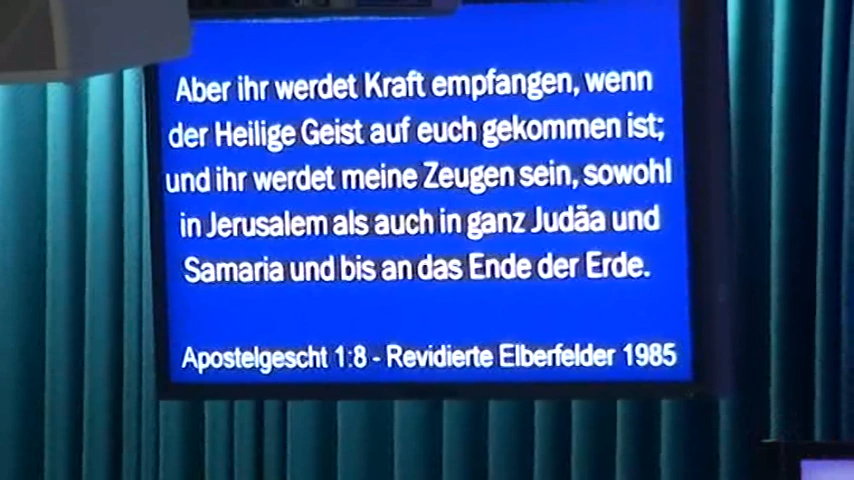 Aber ihr werdet Kraft empfangen, wenn
der Heilige Geist auf euch gekommen ist;
und ihr werdet meine Zeugen sein, sowohl
in Jerusalem als auch in ganz Judäa und
Samaria und bis an das Ende der Erde.
Apostelgescht 1:8 - Revidierte Elberfelder 1985